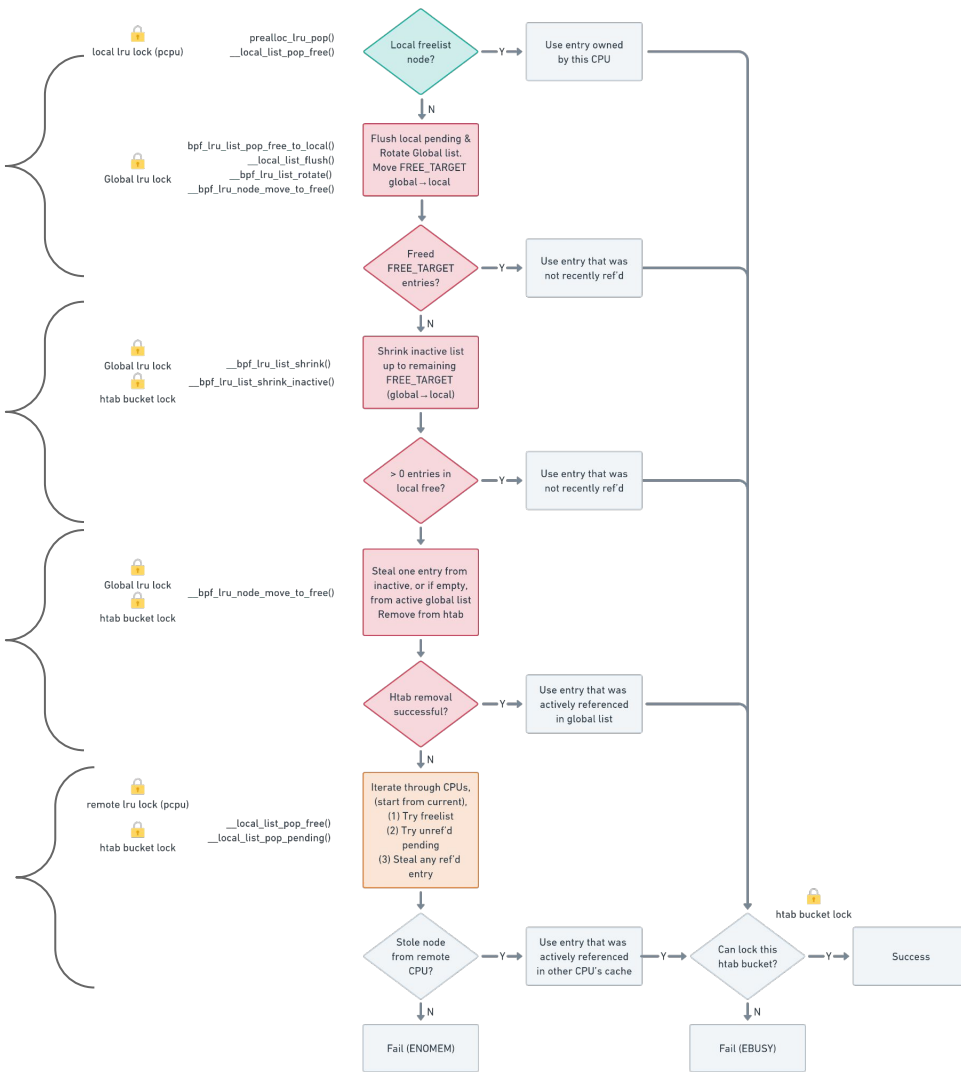 local lru lock (pcpu)
prealloc_lru_pop()
__local_list_pop_free()
Local freelist
node?
Y
Use entry owned
by this CPU
N
Global lru lock
bpf_lru_list_pop_free_to_local()
__local_list_flush()
__bpf_lru_list_rotate()
__bpf_lru_node_move_to_free()
Flush local pending &
Rotate Global list.
Move FREE_TARGET
global→local
Freed
FREE_TARGET
entries?
Y
Use entry that was
not recently ref'd
N
Global lru lock
htab bucket lock
__bpf_lru_list_shrink()
__bpf_lru_list_shrink_inactive()
Shrink inactive list
up to remaining
FREE_TARGET
(global→local)
> 0 entries in
local free?
Y
Use entry that was
not recently ref'd
Global lru lock
htab bucket lock
__bpf_lru_node_move_to_free()
Steal one entry from
inactive, or if empty,
from active global list
Remove from htab
Htab removal
successful?
Y
Use entry that was
actively referenced
in global list
N
remote lru lock (pcpu)
htab bucket lock
__local_list_pop_free()
__local_list_pop_pending()
Iterate through CPUs,
(start from current),
(1) Try freelist
(2) Try unref'd
pending
(3) Steal any ref'd
entry
Stole node
from remote
CPU?
Y
Use entry that was
actively referenced
in other CPU's cache
Y
htab bucket lock
Can lock this
htab bucket?
Y
Success
N
Fail (ENOMEM)
N
Fail (EBUSY)